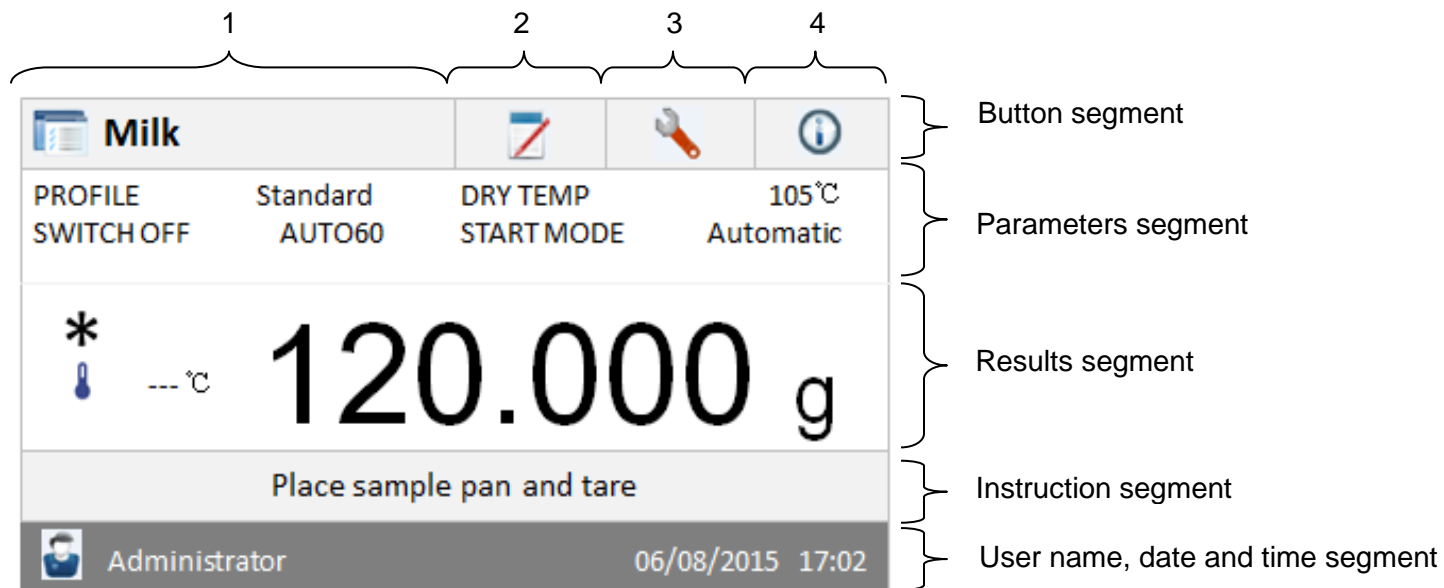 1 2 3 4
Milk
Button segment
PROFILE Standard DRY TEMP 105℃
SWITCH OFF AUTO60 START MODE Automatic
Parameters segment
* ---℃ 120.000 g
Results segment
Place sample pan and tare
Instruction segment
Administrator 06/08/2015 17:02
User name, date and time segment